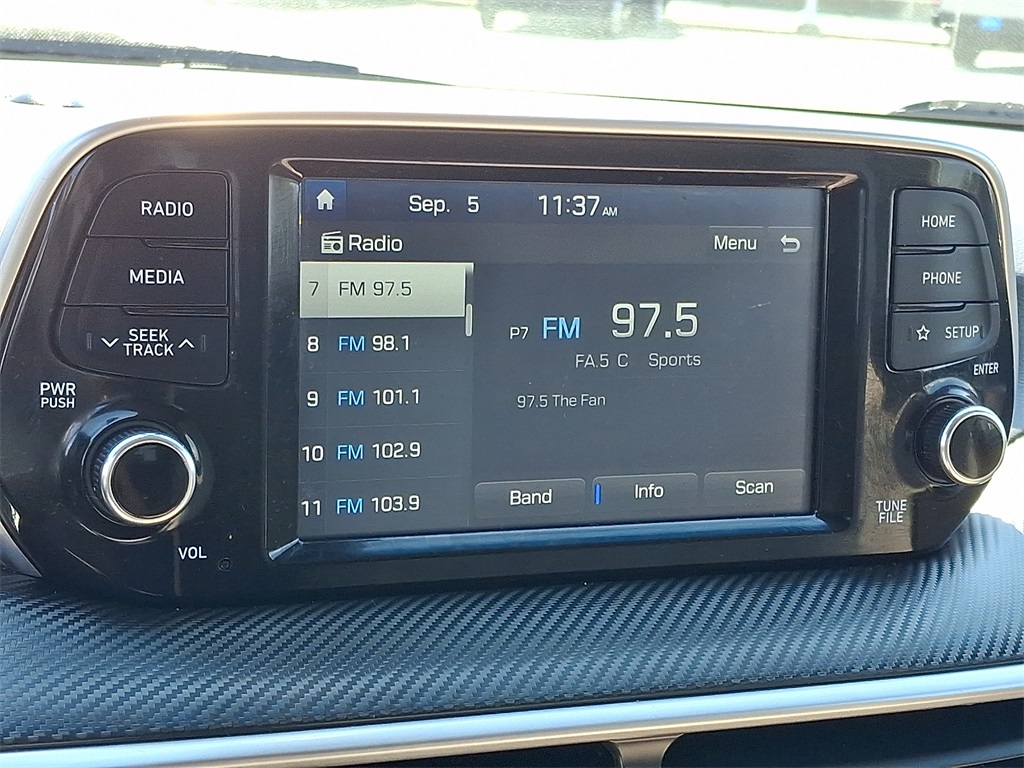 RADIO
MEDIA
SEEK
TRACK
PWR
PUSH
VOL
Sep. 5 11:37 AM
Radio Menu
7 FM 97.5
8 FM 98.1
9 FM 101.1
10 FM 102.9
11 FM 103.9
P7 FM 97.5
FA.5 C Sports
97.5 The Fan
Band Info Scan
HOME
PHONE
SETUP
ENTER
TUNE
FILE